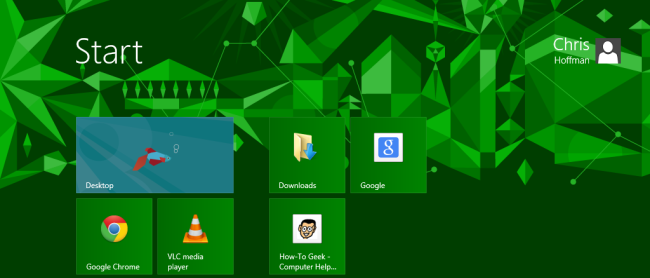 Start
Chris
Hoffman
Desktop
Downloads
Google
Google Chrome
VLC media
player
How-To Geek -
Computer Help...